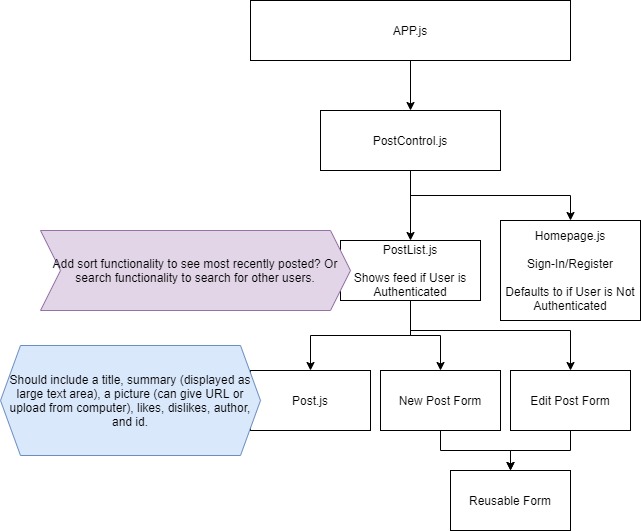 APP.js
PostControl.js
PostList.js
Shows feed if User is
Authenticated
Homepage.js
Sign-In/Register
Defaults to if User is Not
Authenticated
Add sort functionality to see most recently posted? Or
search functionality to search for other users.
Should include a title, summary (displayed as
large text area), a picture (can give URL or
upload from computer), likes, dislikes, author,
and id.
Post.js
New Post Form
Edit Post Form
Reusable Form